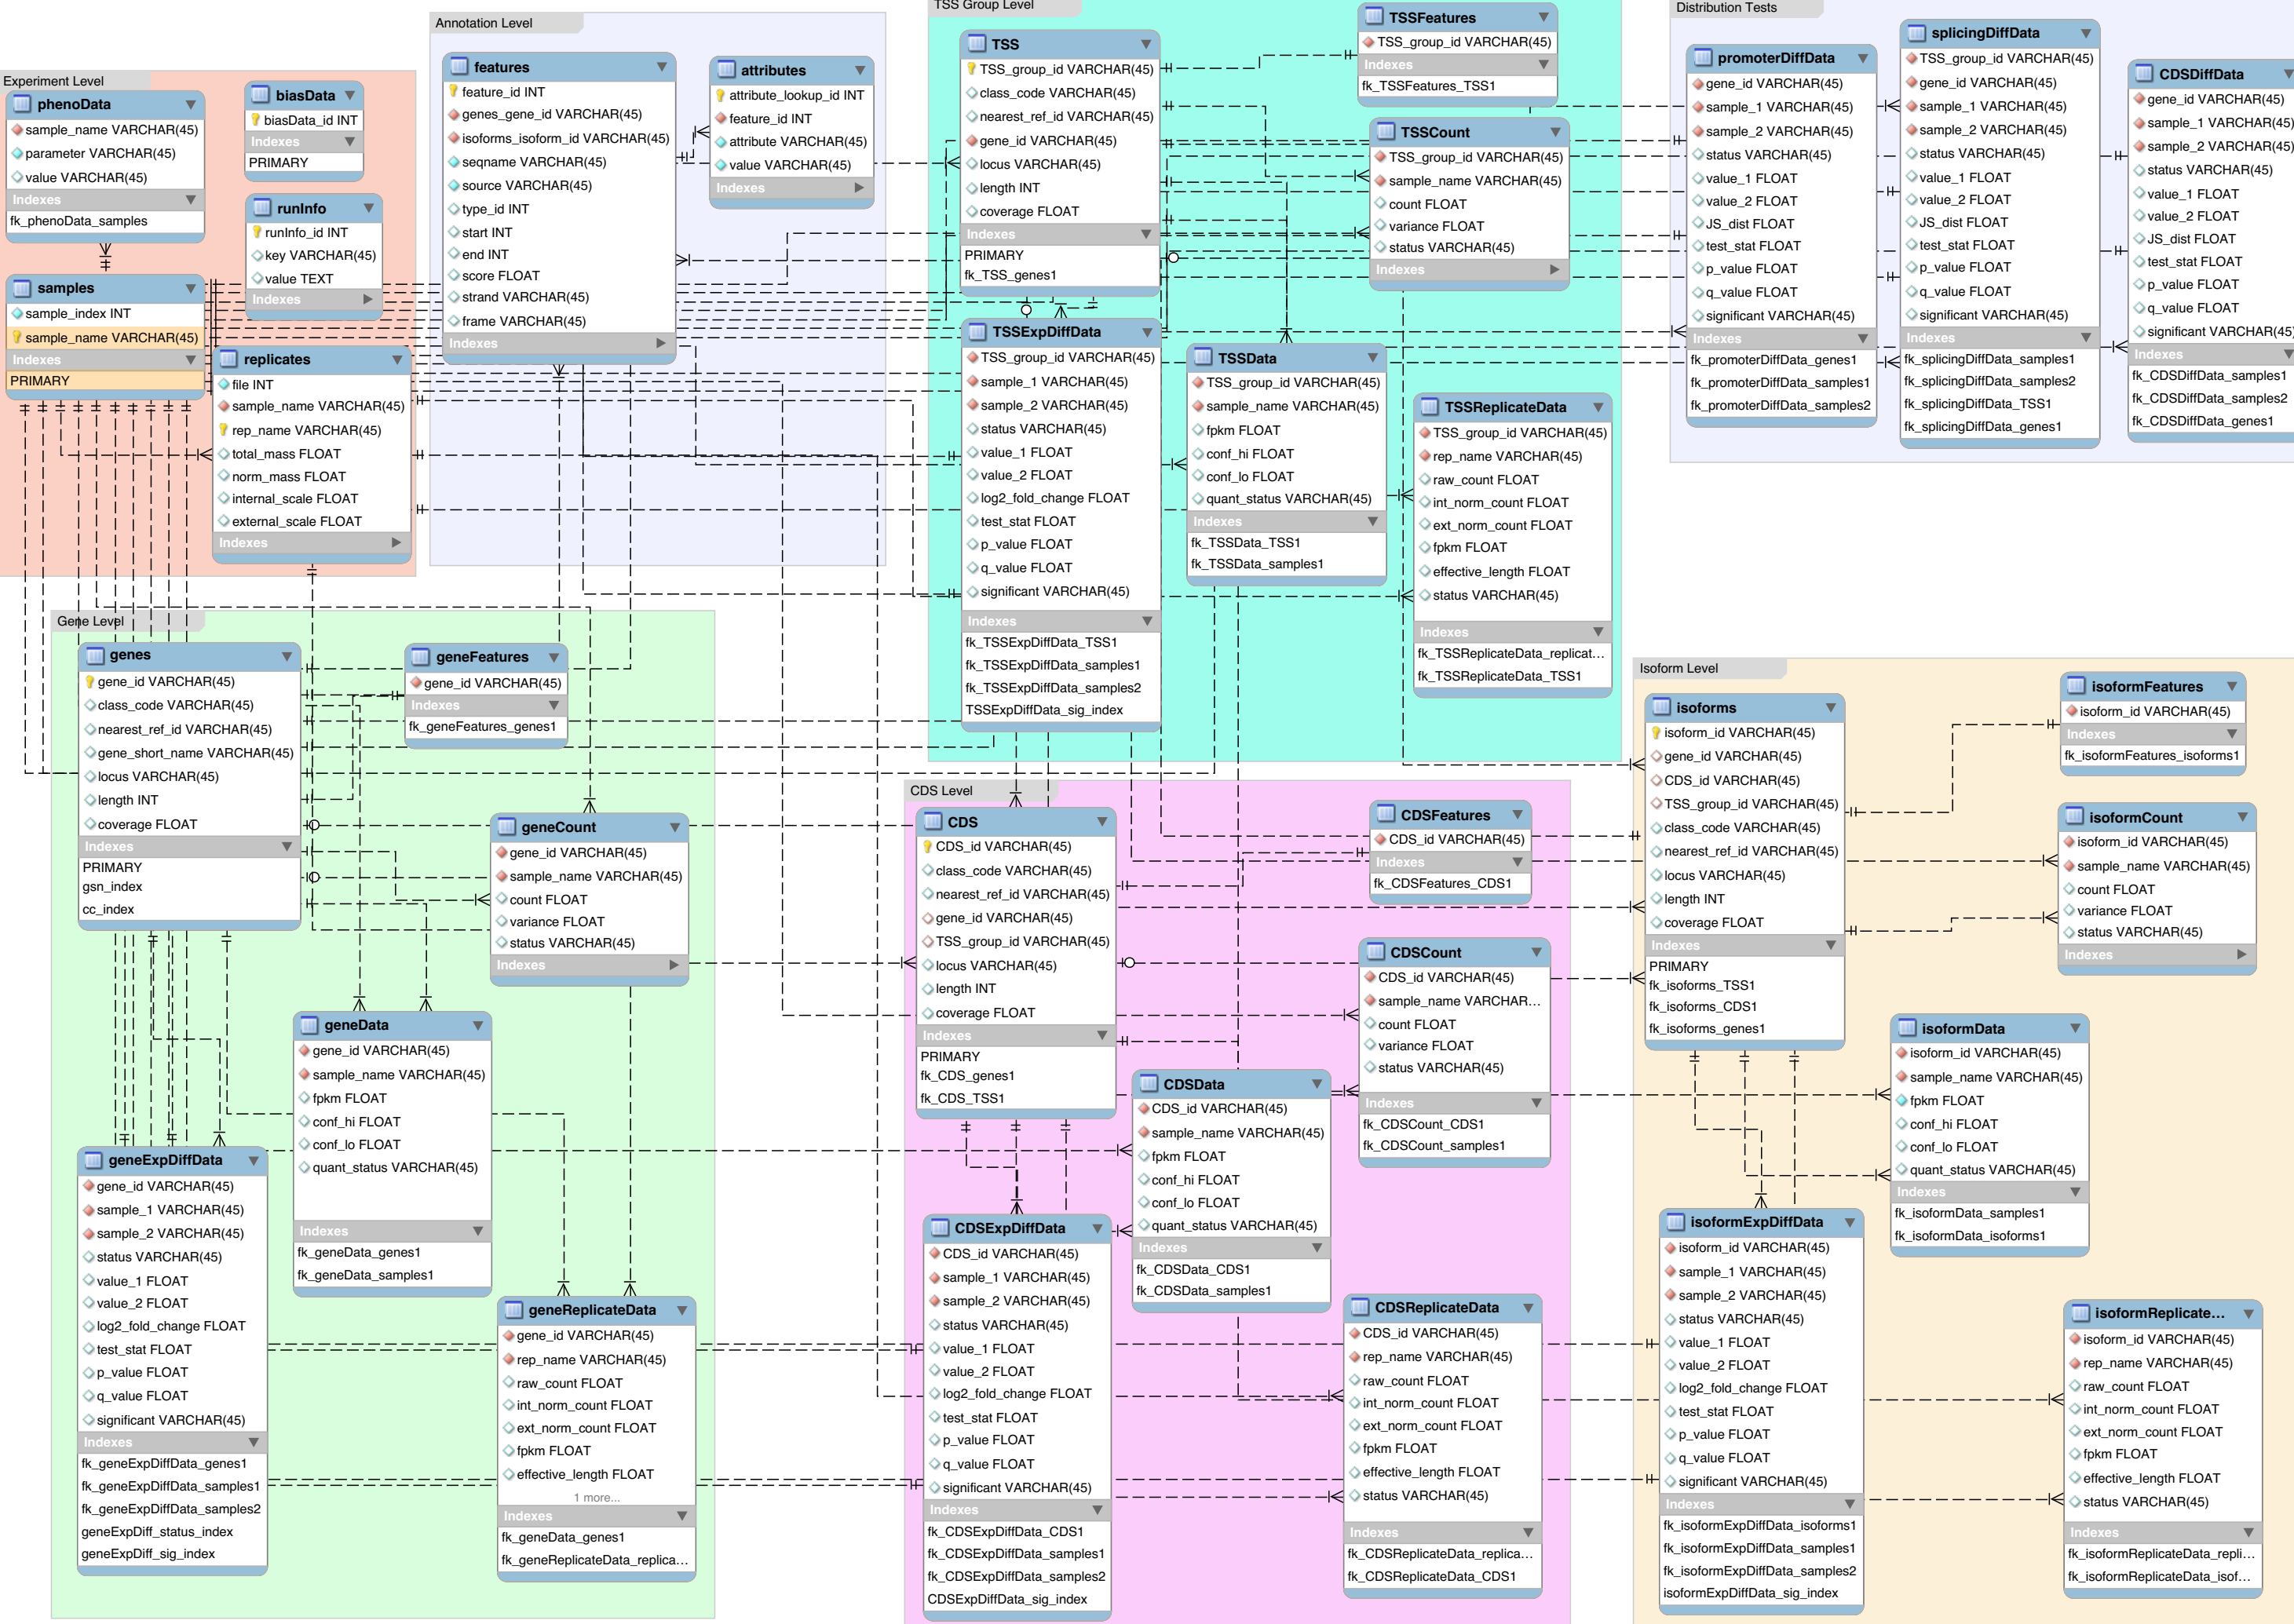 Experiment Level
phenoData
sample_name VARCHAR(45)
parameter VARCHAR(45)
value VARCHAR(45)
Indexes
fk_phenoData_samples
biasData
biasData_id INT
Indexes
PRIMARY
runInfo
runInfo_id INT
key VARCHAR(45)
value TEXT
Indexes
samples
sample_index INT
sample_name VARCHAR(45)
Indexes
PRIMARY
replicates
file INT
sample_name VARCHAR(45)
rep_name VARCHAR(45)
total_mass FLOAT
norm_mass FLOAT
internal_scale FLOAT
external_scale FLOAT
Indexes
Annotation Level
features
feature_id INT
genes_gene_id VARCHAR(45)
isoforms_isoform_id VARCHAR(45)
seqname VARCHAR(45)
source VARCHAR(45)
type_id INT
start INT
end INT
score FLOAT
strand VARCHAR(45)
frame VARCHAR(45)
Indexes
attributes
attribute_lookup_id INT
feature_id INT
attribute VARCHAR(45)
value VARCHAR(45)
Indexes
TSS Group Level
TSS
TSS_group_id VARCHAR(45)
class_code VARCHAR(45)
nearest_ref_id VARCHAR(45)
gene_id VARCHAR(45)
locus VARCHAR(45)
length INT
coverage FLOAT
Indexes
PRIMARY
fk_TSS_genes1
TSSFeatures
TSS_group_id VARCHAR(45)
Indexes
fk_TSSFeatures_TSS1
TSSCount
TSS_group_id VARCHAR(45)
sample_name VARCHAR(45)
count FLOAT
variance FLOAT
status VARCHAR(45)
Indexes
TSSExpDiffData
TSS_group_id VARCHAR(45)
sample_1 VARCHAR(45)
sample_2 VARCHAR(45)
status VARCHAR(45)
value_1 FLOAT
value_2 FLOAT
log2_fold_change FLOAT
test_stat FLOAT
p_value FLOAT
q_value FLOAT
significant VARCHAR(45)
Indexes
fk_TSSExpDiffData_TSS1
fk_TSSExpDiffData_samples1
fk_TSSExpDiffData_samples2
TSSExpDiffData_sig_index
TSSData
TSS_group_id VARCHAR(45)
sample_name VARCHAR(45)
fpkm FLOAT
conf_hi FLOAT
conf_lo FLOAT
quant_status VARCHAR(45)
Indexes
fk_TSSData_TSS1
fk_TSSData_samples1
TSSReplicateData
TSS_group_id VARCHAR(45)
rep_name VARCHAR(45)
raw_count FLOAT
int_norm_count FLOAT
ext_norm_count FLOAT
fpkm FLOAT
effective_length FLOAT
status VARCHAR(45)
Indexes
fk_TSSReplicateData_replicat...
fk_TSSReplicateData_TSS1
Distribution Tests
promoterDiffData
gene_id VARCHAR(45)
sample_1 VARCHAR(45)
sample_2 VARCHAR(45)
status VARCHAR(45)
value_1 FLOAT
value_2 FLOAT
JS_dist FLOAT
test_stat FLOAT
p_value FLOAT
q_value FLOAT
significant VARCHAR(45)
Indexes
fk_promoterDiffData_genes1
fk_promoterDiffData_samples1
fk_promoterDiffData_samples2
splicingDiffData
TSS_group_id VARCHAR(45)
gene_id VARCHAR(45)
sample_1 VARCHAR(45)
sample_2 VARCHAR(45)
status VARCHAR(45)
value_1 FLOAT
value_2 FLOAT
JS_dist FLOAT
test_stat FLOAT
p_value FLOAT
q_value FLOAT
significant VARCHAR(45)
Indexes
fk_splicingDiffData_samples1
fk_splicingDiffData_samples2
fk_splicingDiffData_TSS1
fk_splicingDiffData_genes1
CDSDiffData
gene_id VARCHAR(45)
sample_1 VARCHAR(45)
sample_2 VARCHAR(45)
status VARCHAR(45)
value_1 FLOAT
value_2 FLOAT
JS_dist FLOAT
test_stat FLOAT
p_value FLOAT
q_value FLOAT
significant VARCHAR(45)
Indexes
fk_CDSDiffData_samples1
fk_CDSDiffData_samples2
fk_CDSDiffData_genes1
Gene Level
genes
gene_id VARCHAR(45)
class_code VARCHAR(45)
nearest_ref_id VARCHAR(45)
gene_short_name VARCHAR(45)
locus VARCHAR(45)
length INT
coverage FLOAT
Indexes
PRIMARY
gsn_index
cc_index
geneFeatures
gene_id VARCHAR(45)
Indexes
fk_geneFeatures_genes1
geneCount
gene_id VARCHAR(45)
sample_name VARCHAR(45)
count FLOAT
variance FLOAT
status VARCHAR(45)
Indexes
geneData
gene_id VARCHAR(45)
sample_name VARCHAR(45)
fpkm FLOAT
conf_hi FLOAT
conf_lo FLOAT
quant_status VARCHAR(45)
Indexes
fk_geneData_genes1
fk_geneData_samples1
geneExpDiffData
gene_id VARCHAR(45)
sample_1 VARCHAR(45)
sample_2 VARCHAR(45)
status VARCHAR(45)
value_1 FLOAT
value_2 FLOAT
log2_fold_change FLOAT
test_stat FLOAT
p_value FLOAT
q_value FLOAT
significant VARCHAR(45)
Indexes
fk_geneExpDiffData_genes1
fk_geneExpDiffData_samples1
fk_geneExpDiffData_samples2
geneExpDiff_status_index
geneExpDiff_sig_index
geneReplicateData
gene_id VARCHAR(45)
rep_name VARCHAR(45)
raw_count FLOAT
int_norm_count FLOAT
ext_norm_count FLOAT
fpkm FLOAT
effective_length FLOAT
1 more...
Indexes
fk_geneData_genes1
fk_geneReplicateData_replica...
CDS Level
CDS
CDS_id VARCHAR(45)
class_code VARCHAR(45)
nearest_ref_id VARCHAR(45)
gene_id VARCHAR(45)
TSS_group_id VARCHAR(45)
locus VARCHAR(45)
length INT
coverage FLOAT
Indexes
PRIMARY
fk_CDS_genes1
fk_CDS_TSS1
CDSFeatures
CDS_id VARCHAR(45)
Indexes
fk_CDSFeatures_CDS1
CDSCount
CDS_id VARCHAR(45)
sample_name VARCHAR...
count FLOAT
variance FLOAT
status VARCHAR(45)
Indexes
fk_CDSCount_CDS1
fk_CDSCount_samples1
CDSData
CDS_id VARCHAR(45)
sample_name VARCHAR(45)
fpkm FLOAT
conf_hi FLOAT
conf_lo FLOAT
quant_status VARCHAR(45)
Indexes
fk_CDSData_CDS1
fk_CDSData_samples1
CDSExpDiffData
CDS_id VARCHAR(45)
sample_1 VARCHAR(45)
sample_2 VARCHAR(45)
status VARCHAR(45)
value_1 FLOAT
value_2 FLOAT
log2_fold_change FLOAT
test_stat FLOAT
p_value FLOAT
q_value FLOAT
significant VARCHAR(45)
Indexes
fk_CDSExpDiffData_CDS1
fk_CDSExpDiffData_samples1
fk_CDSExpDiffData_samples2
CDSExpDiffData_sig_index
CDSReplicateData
CDS_id VARCHAR(45)
rep_name VARCHAR(45)
raw_count FLOAT
int_norm_count FLOAT
ext_norm_count FLOAT
fpkm FLOAT
effective_length FLOAT
status VARCHAR(45)
Indexes
fk_CDSReplicateData_replica...
fk_CDSReplicateData_CDS1
Isoform Level
isoforms
isoform_id VARCHAR(45)
gene_id VARCHAR(45)
CDS_id VARCHAR(45)
TSS_group_id VARCHAR(45)
class_code VARCHAR(45)
nearest_ref_id VARCHAR(45)
locus VARCHAR(45)
length INT
coverage FLOAT
Indexes
PRIMARY
fk_isoforms_TSS1
fk_isoforms_CDS1
fk_isoforms_genes1
isoformFeatures
isoform_id VARCHAR(45)
Indexes
fk_isoformFeatures_isoforms1
isoformCount
isoform_id VARCHAR(45)
sample_name VARCHAR(45)
count FLOAT
variance FLOAT
status VARCHAR(45)
Indexes
isoformData
isoform_id VARCHAR(45)
sample_name VARCHAR(45)
fpkm FLOAT
conf_hi FLOAT
conf_lo FLOAT
quant_status VARCHAR(45)
Indexes
fk_isoformData_samples1
fk_isoformData_isoforms1
isoformExpDiffData
isoform_id VARCHAR(45)
sample_1 VARCHAR(45)
sample_2 VARCHAR(45)
status VARCHAR(45)
value_1 FLOAT
value_2 FLOAT
log2_fold_change FLOAT
test_stat FLOAT
p_value FLOAT
q_value FLOAT
significant VARCHAR(45)
Indexes
fk_isoformExpDiffData_isoforms1
fk_isoformExpDiffData_samples1
fk_isoformExpDiffData_samples2
isoformExpDiffData_sig_index
isoformReplicate...
isoform_id VARCHAR(45)
rep_name VARCHAR(45)
raw_count FLOAT
int_norm_count FLOAT
ext_norm_count FLOAT
fpkm FLOAT
effective_length FLOAT
status VARCHAR(45)
Indexes
fk_isoformReplicateData_repli...
fk_isoformReplicateData_isof...